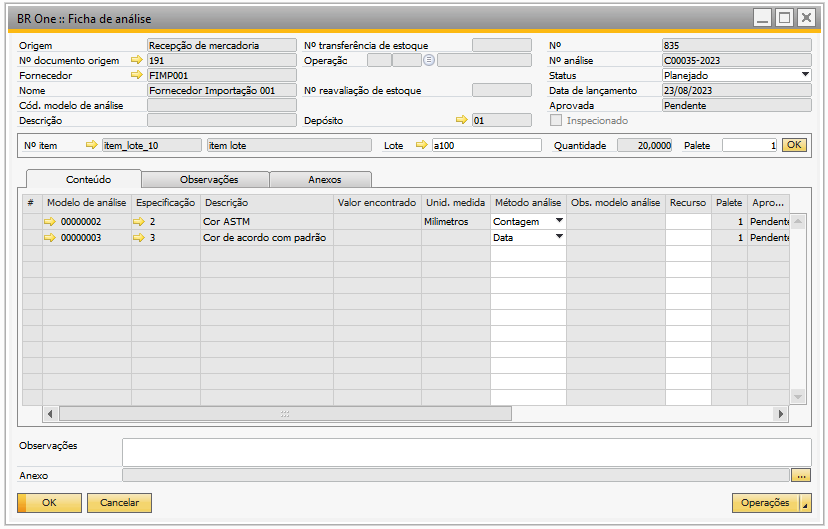 BR One :: Ficha de análise
Origem Recepção de mercadoria Nº transferência de estoque Nº 835
Nº documento origem 191 Operação Nº análise C00035-2023
Fornecedor FIMP001 Status Planejado
Nome Fornecedor Importação 001 Nº reavaliação de estoque Data de lançamento 23/08/2023
Cód. modelo de análise Aprovada Pendente
Descrição Depósito 01 Inspecionado
Nº item item_lote_10 item lote Lote a100 Quantidade 20,0000 Palete 1 OK
Conteúdo Observações Anexos
# Modelo de análise Especificação Descrição Valor encontrado Unid. medida Método análise Obs. modelo análise Recurso Palete Apro...
00000002 2 Cor ASTM Milimetros Contagem 1 Pendente
00000003 3 Cor de acordo com padrão Data 1 Pendente
Observações
Anexo ...
OK Cancelar Operações